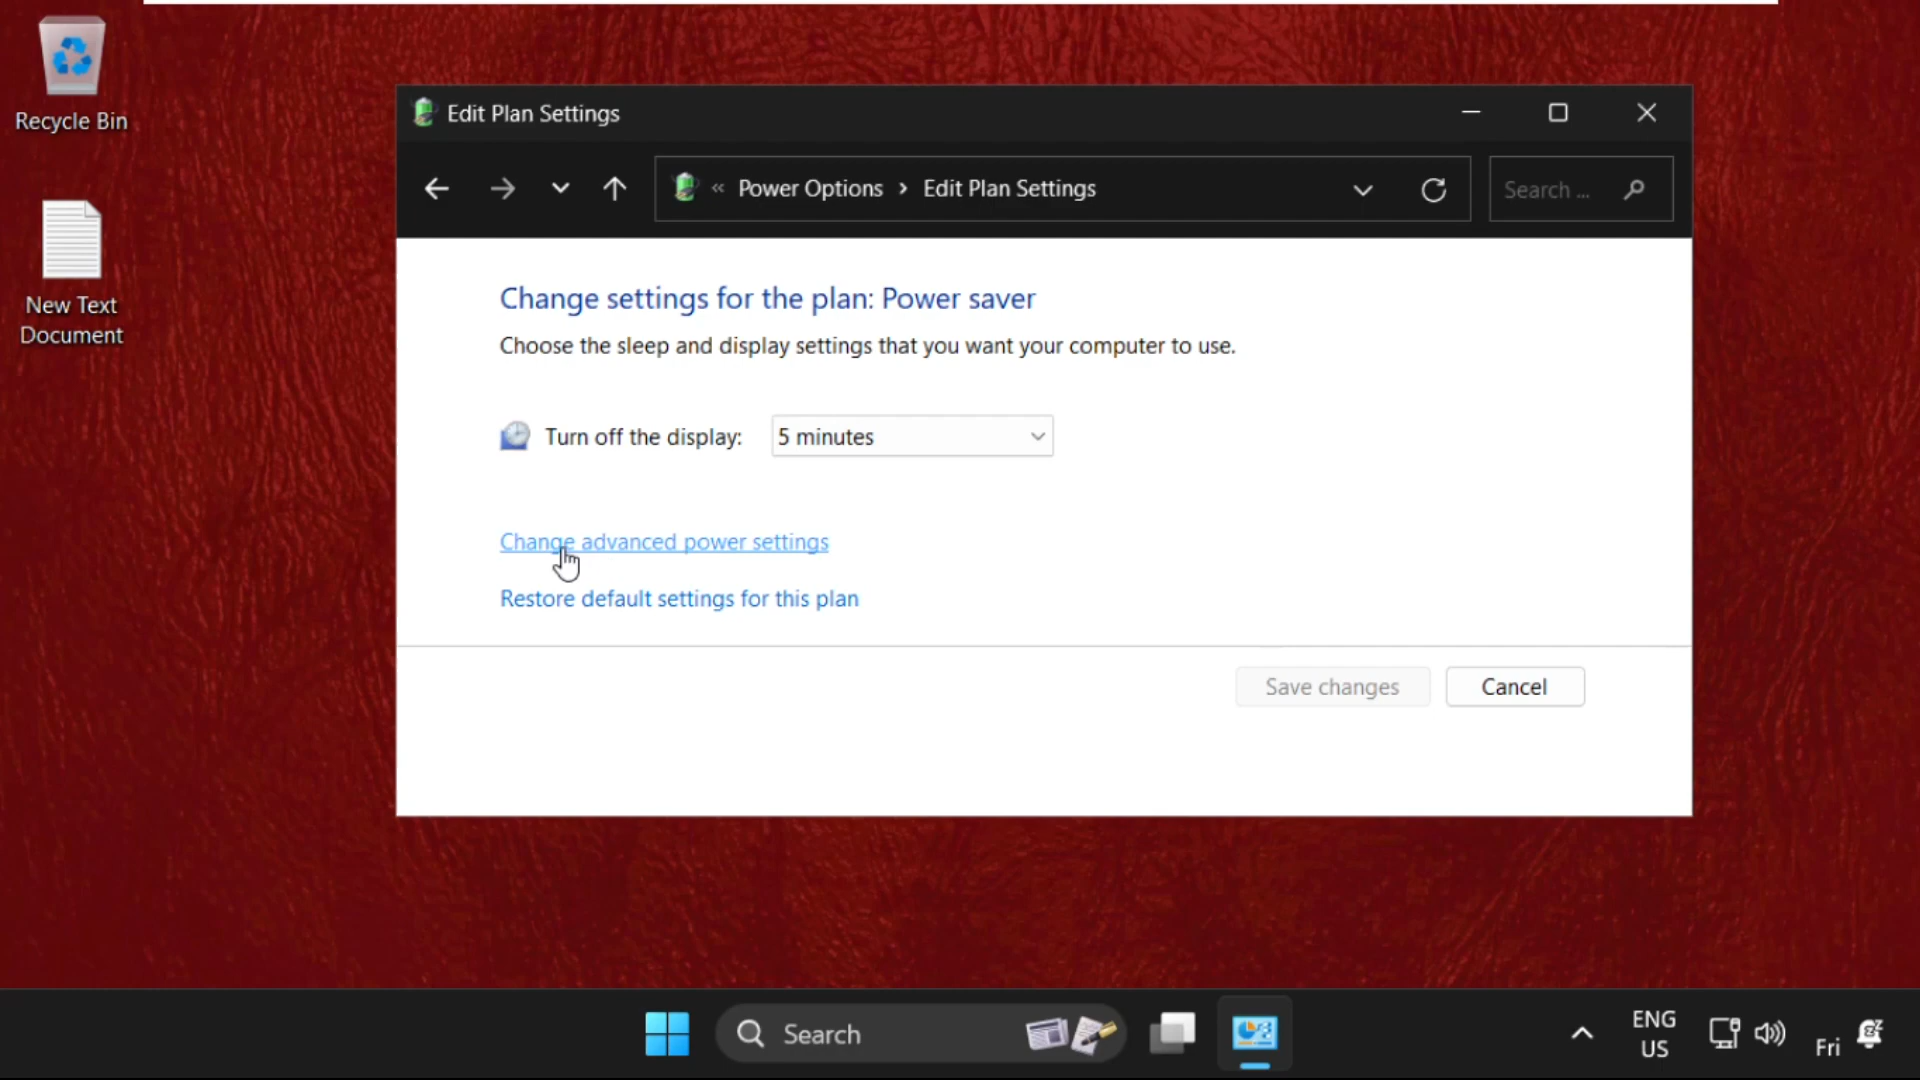 Recycle Bin
New Text
Document
Edit Plan Settings
« Power Options › Edit Plan Settings
Search ...
Change settings for the plan: Power saver
Choose the sleep and display settings that you want your computer to use.
Turn off the display: 5 minutes
Change advanced power settings
Restore default settings for this plan
Save changes Cancel
Search
ENG
US
Fri